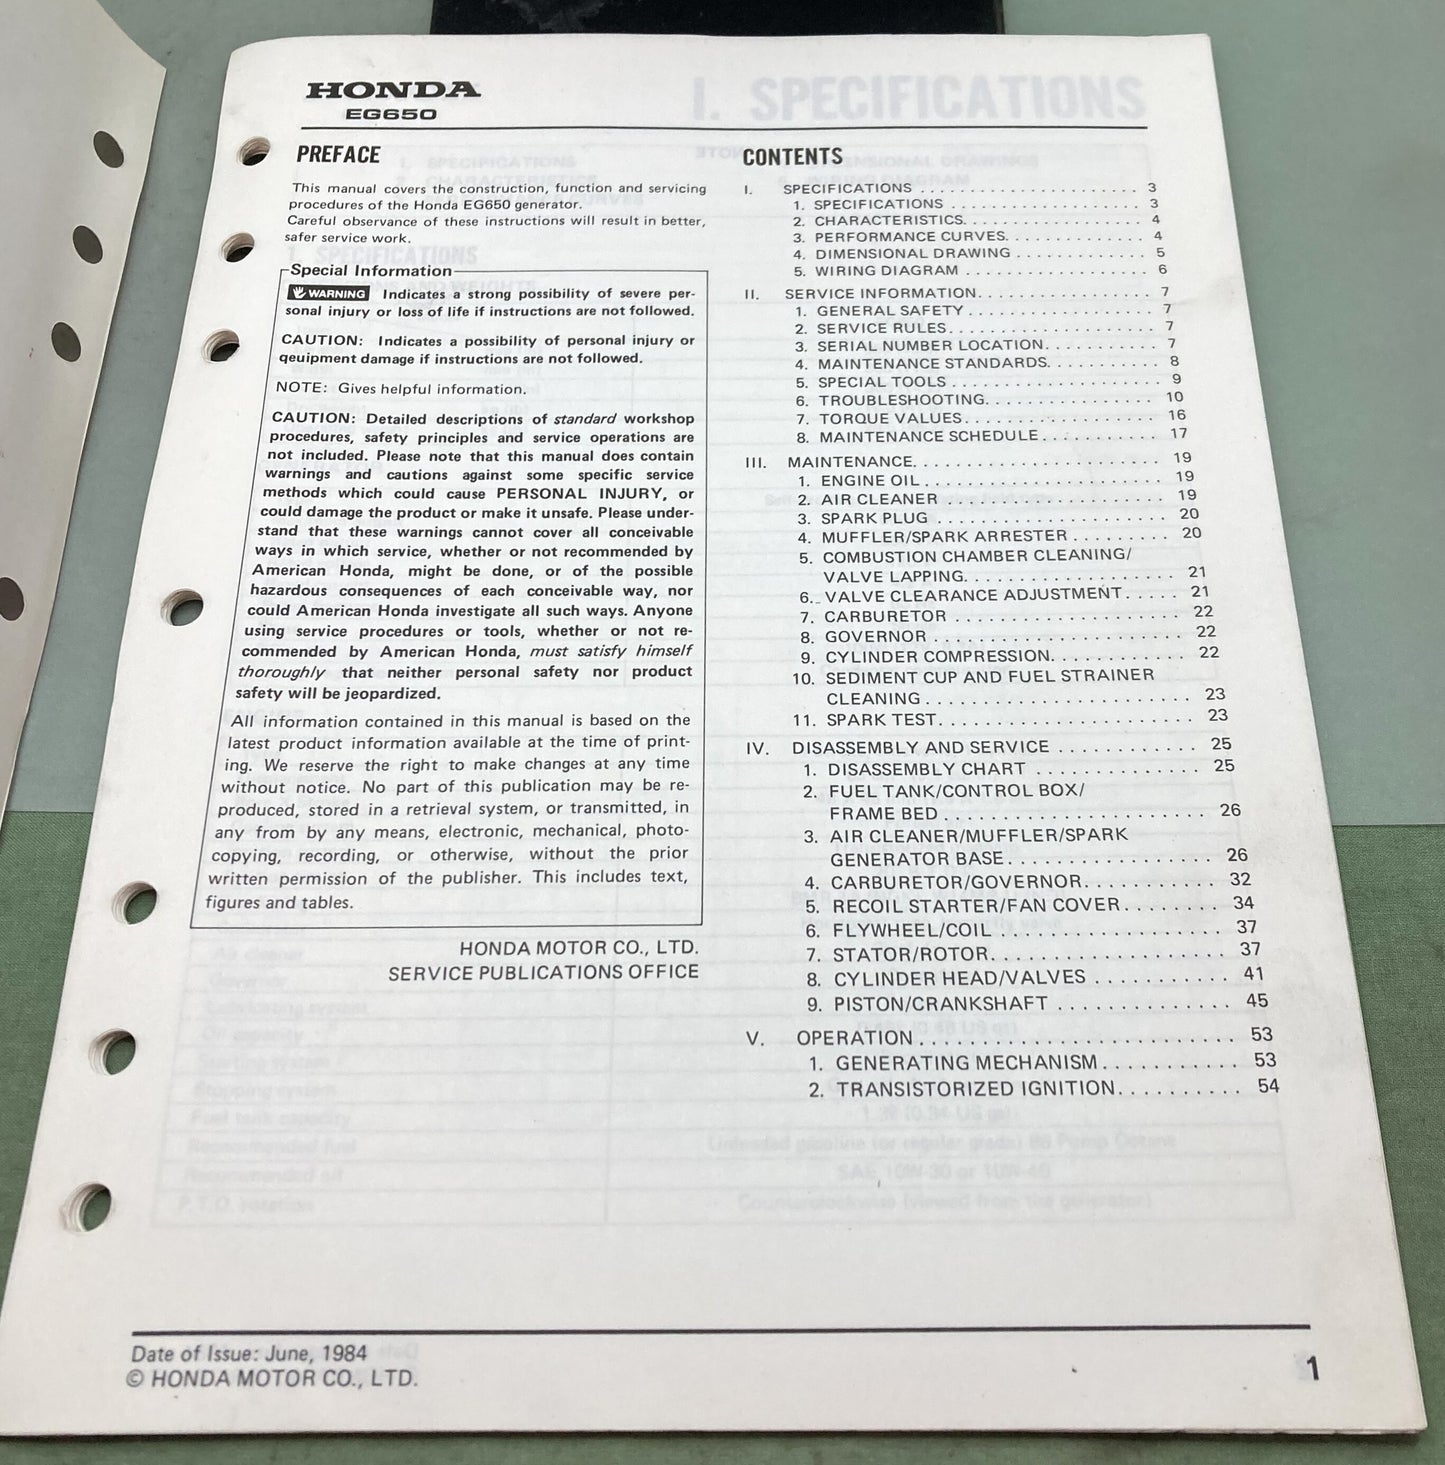 HONDA
EG650
PREFACE
This manual covers the construction, function and servicing
procedures of the Honda EG650 generator.
Careful observance of these instructions will result in better,
safer service work.
Special Information
WARNING Indicates a strong possibility of severe per-
sonal injury or loss of life if instructions are not followed.
CAUTION: Indicates a possibility of personal injury or
qeuipment damage if instructions are not followed.
NOTE: Gives helpful information.
CAUTION: Detailed descriptions of standard workshop
procedures, safety principles and service operations are
not included. Please note that this manual does contain
warnings and cautions against some specific service
methods which could cause PERSONAL INJURY, or
could damage the product or make it unsafe. Please under-
stand that these warnings cannot cover all conceivable
ways in which service, whether or not recommended by
American Honda, might be done, or of the possible
hazardous consequences of each conceivable way, nor
could American Honda investigate all such ways. Anyone
using service procedures or tools, whether or not re-
commended by American Honda, must satisfy himself
thoroughly that neither personal safety nor product
safety will be jeopardized.
All information contained in this manual is based on the
latest product information available at the time of print-
ing. We reserve the right to make changes at any time
without notice. No part of this publication may be re-
produced, stored in a retrieval system, or transmitted, in
any from by any means, electronic, mechanical, photo-
copying, recording, or otherwise, without the prior
written permission of the publisher. This includes text,
figures and tables.
HONDA MOTOR CO., LTD.
SERVICE PUBLICATIONS OFFICE
CONTENTS
I. SPECIFICATIONS . . . . . . . . . . . . . . . . . . . . . . . . 3
1. SPECIFICATIONS . . . . . . . . . . . . . . . . . . . . 3
2. CHARACTERISTICS. . . . . . . . . . . . . . . . . . 4
3. PERFORMANCE CURVES. . . . . . . . . . . . . 4
4. DIMENSIONAL DRAWING . . . . . . . . . . . . . 5
5. WIRING DIAGRAM . . . . . . . . . . . . . . . . . . 6
II. SERVICE INFORMATION. . . . . . . . . . . . . . . . . 7
1. GENERAL SAFETY . . . . . . . . . . . . . . . . . . 7
2. SERVICE RULES. . . . . . . . . . . . . . . . . . . . 7
3. SERIAL NUMBER LOCATION. . . . . . . . . . 7
4. MAINTENANCE STANDARDS. . . . . . . . . . 8
5. SPECIAL TOOLS . . . . . . . . . . . . . . . . . . . 9
6. TROUBLESHOOTING. . . . . . . . . . . . . . . . 10
7. TORQUE VALUES. . . . . . . . . . . . . . . . . . 16
8. MAINTENANCE SCHEDULE. . . . . . . . . . . 17
III. MAINTENANCE. . . . . . . . . . . . . . . . . . . . . . . 19
1. ENGINE OIL . . . . . . . . . . . . . . . . . . . . . . 19
2. AIR CLEANER . . . . . . . . . . . . . . . . . . . . 19
3. SPARK PLUG . . . . . . . . . . . . . . . . . . . . . 20
4. MUFFLER/SPARK ARRESTER . . . . . . . . . 20
5. COMBUSTION CHAMBER CLEANING/
VALVE LAPPING. . . . . . . . . . . . . . . . . . . 21
6. VALVE CLEARANCE ADJUSTMENT. . . . . 21
7. CARBURETOR . . . . . . . . . . . . . . . . . . . . 22
8. GOVERNOR . . . . . . . . . . . . . . . . . . . . . . 22
9. CYLINDER COMPRESSION. . . . . . . . . . . . 22
10. SEDIMENT CUP AND FUEL STRAINER
CLEANING . . . . . . . . . . . . . . . . . . . . . . . 23
11. SPARK TEST. . . . . . . . . . . . . . . . . . . . . . 23
IV. DISASSEMBLY AND SERVICE . . . . . . . . . . . . 25
1. DISASSEMBLY CHART . . . . . . . . . . . . . . 25
2. FUEL TANK/CONTROL BOX/
FRAME BED . . . . . . . . . . . . . . . . . . . . . . 26
3. AIR CLEANER/MUFFLER/SPARK
GENERATOR BASE. . . . . . . . . . . . . . . . . 26
4. CARBURETOR/GOVERNOR. . . . . . . . . . . 32
5. RECOIL STARTER/FAN COVER. . . . . . . . 34
6. FLYWHEEL/COIL . . . . . . . . . . . . . . . . . . 37
7. STATOR/ROTOR. . . . . . . . . . . . . . . . . . . 37
8. CYLINDER HEAD/VALVES . . . . . . . . . . . 41
9. PISTON/CRANKSHAFT . . . . . . . . . . . . . . 45
V. OPERATION . . . . . . . . . . . . . . . . . . . . . . . . . 53
1. GENERATING MECHANISM. . . . . . . . . . . 53
2. TRANSISTORIZED IGNITION. . . . . . . . . . 54
Date of Issue: June, 1984
© HONDA MOTOR CO., LTD.
1